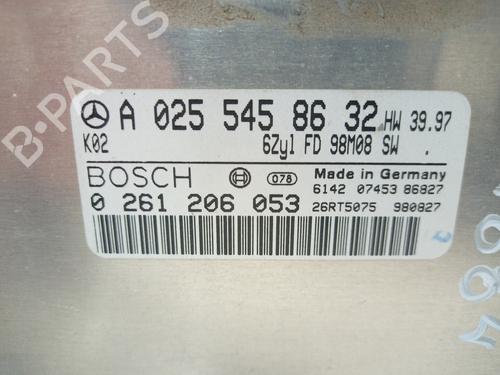 B-PARTS
A 025 545 86 32 HW 39.97
K02 6Zyl FD 98M08 SW .
BOSCH 078 Made in Germany
6142 07453 86827
0 261 206 053 26RT5075 980827